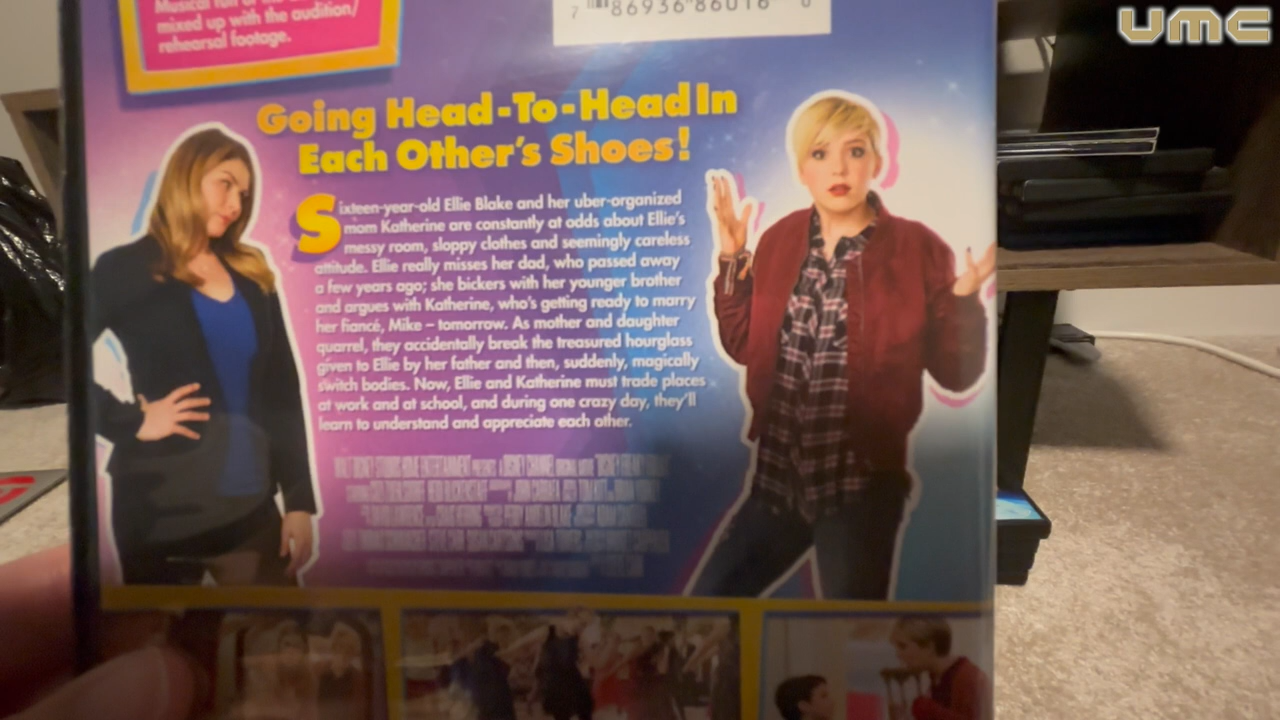 Musical
mixed up with the audition/
rehearsal footage.
7 86936 86016 0
UMC
Going Head-To-Head In
Each Other's Shoes!
Sixteen-year-old Ellie Blake and her uber-organized
mom Katherine are constantly at odds about Ellie's
messy room, sloppy clothes and seemingly careless
attitude. Ellie really misses her dad, who passed away
a few years ago; she bickers with her younger brother
and argues with Katherine, who's getting ready to marry
her fiancé, Mike – tomorrow. As mother and daughter
quarrel, they accidentally break the treasured hourglass
given to Ellie by her father and then, suddenly, magically
switch bodies. Now, Ellie and Katherine must trade places
at work and at school, and during one crazy day, they'll
learn to understand and appreciate each other.